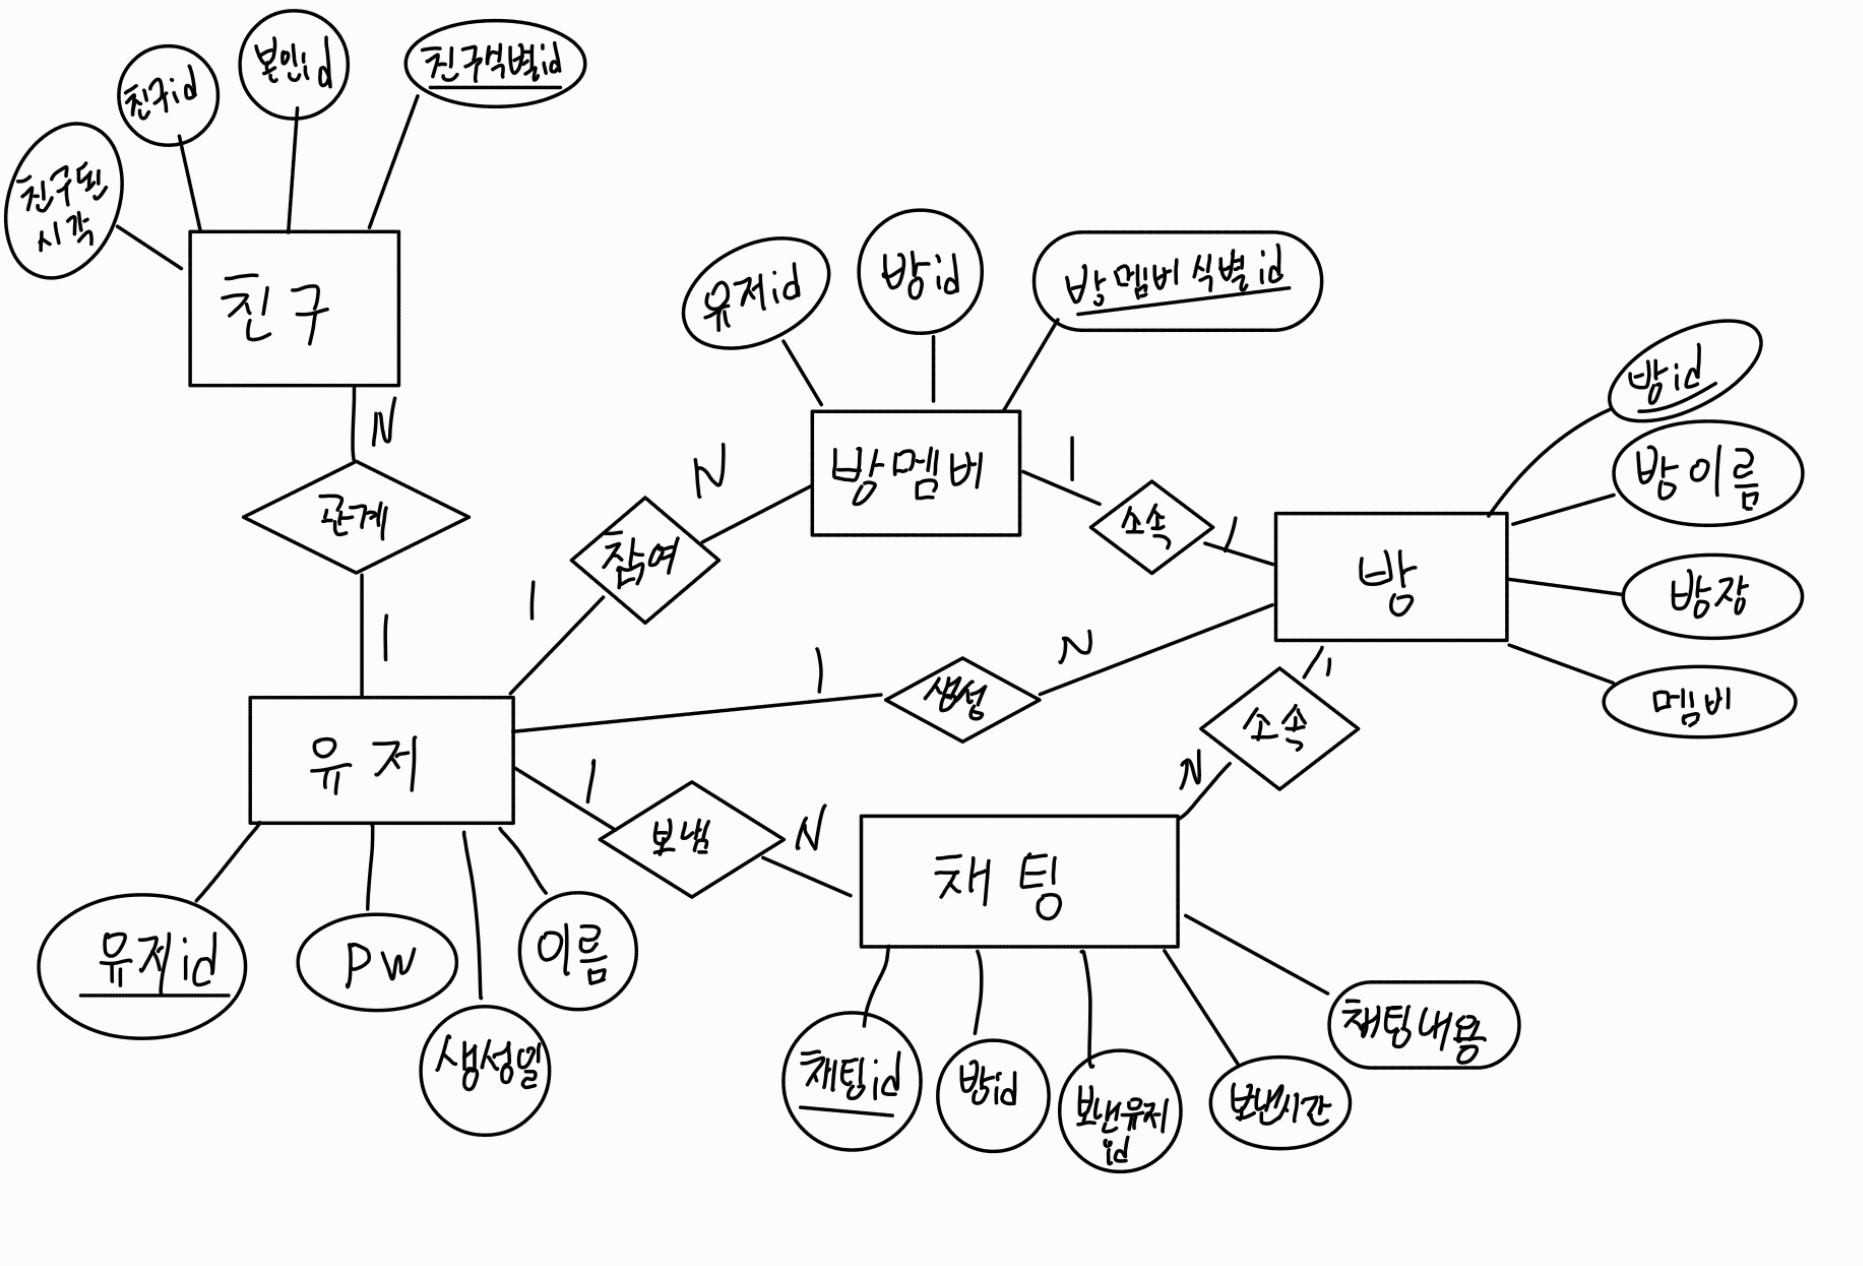 친구된
시각
친구id
본인id
친구식별id
친구
N
관계
1
유저id
방id
방멤버 식별id
방멤버
N
참여
1
1
소속
1
방id
방이름
방장
멤버
방
1
생성
N
1
소속
N
유저
1
보냄
N
채팅
유저id
PW
생성일
이름
채팅id
방id
보낸유저
id
보낸시간
채팅내용